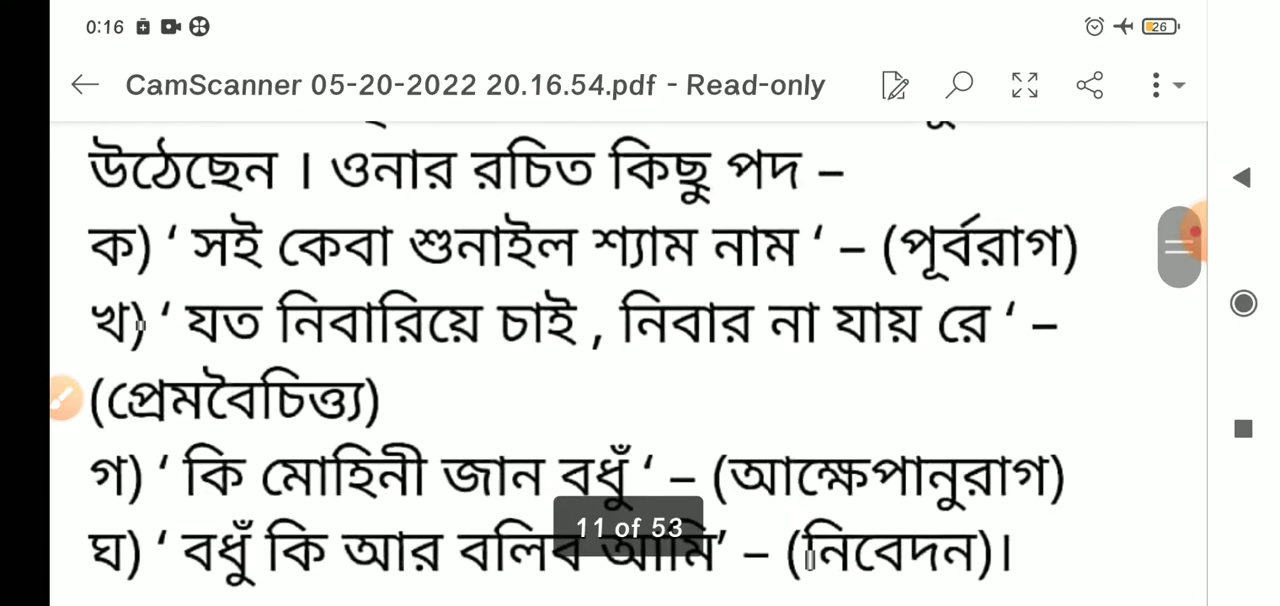 0:16
26
CamScanner 05-20-2022 20.16.54.pdf - Read-only
উঠেছেন । ওনার রচিত কিছু পদ –
ক) ‘ সই কেবা শুনাইল শ্যাম নাম ‘ – (পূর্বরাগ)
খ) ‘ যত নিবারিয়ে চাই , নিবার না যায় রে ‘ –
(প্রেমবৈচিত্ত্য)
গ) ‘ কি মোহিনী জান বধুঁ ‘ – (আক্ষেপানুরাগ)
11 of 53
ঘ) ‘ বধুঁ কি আর বলিব আমি’ – (নিবেদন)।